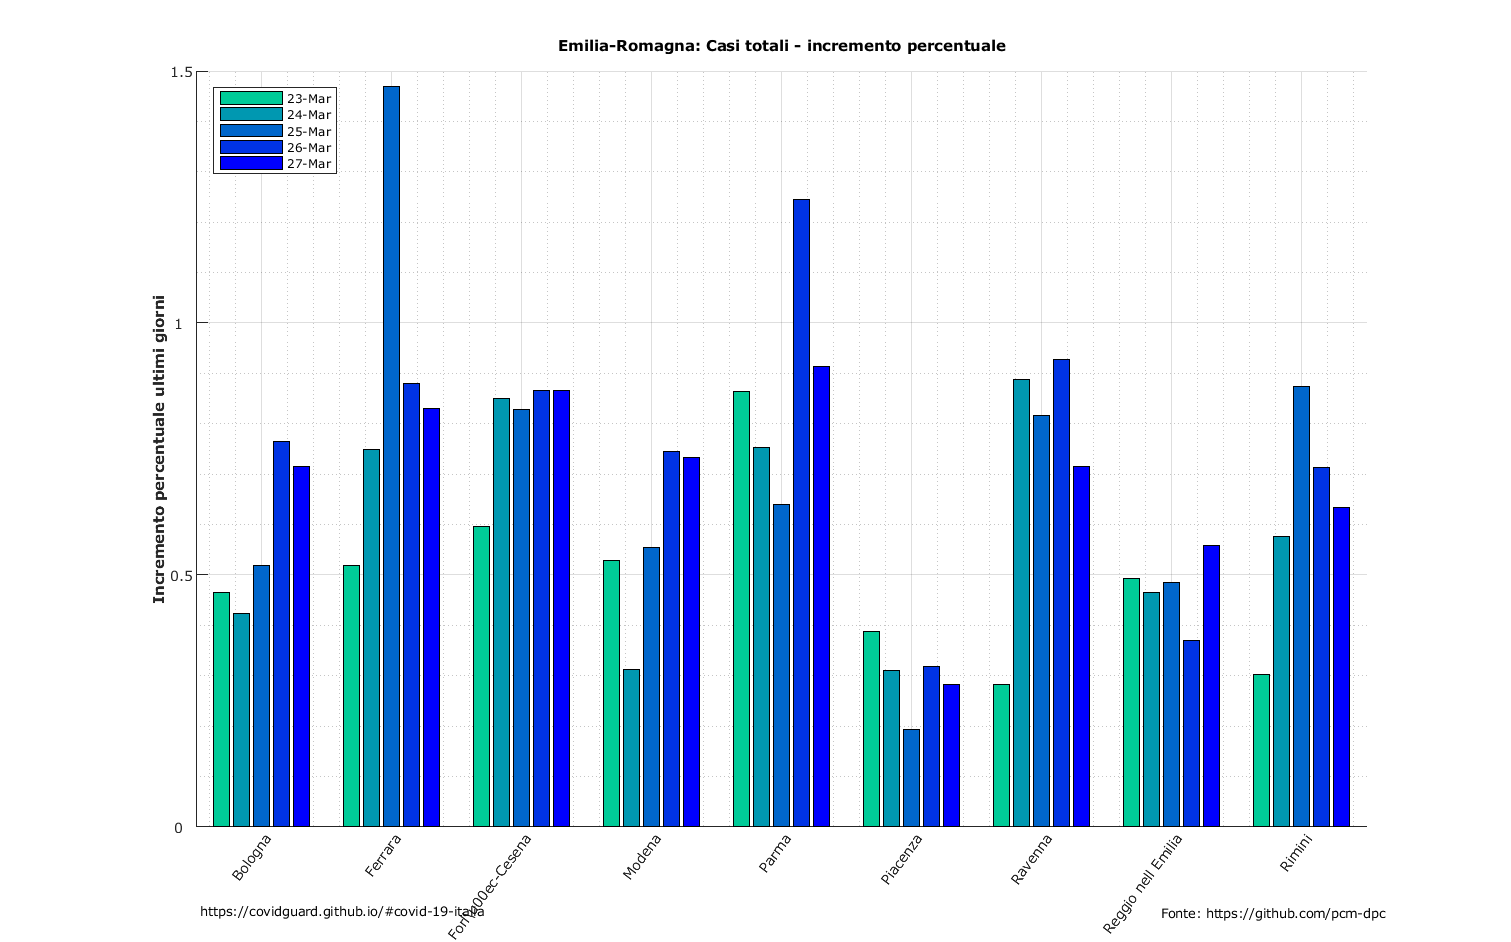 Emilia-Romagna: Casi totali - incremento percentuale
1.5
1
0.5
0
Incremento percentuale ultimi giorni
23-Mar
24-Mar
25-Mar
26-Mar
27-Mar
Bologna
Ferrara
Modena
Parma
Piacenza
Ravenna
Reggio nell Emilia
Rimini
https://covidguard.github.io/#covid-19-italia
Fonte: https://github.com/pcm-dpc